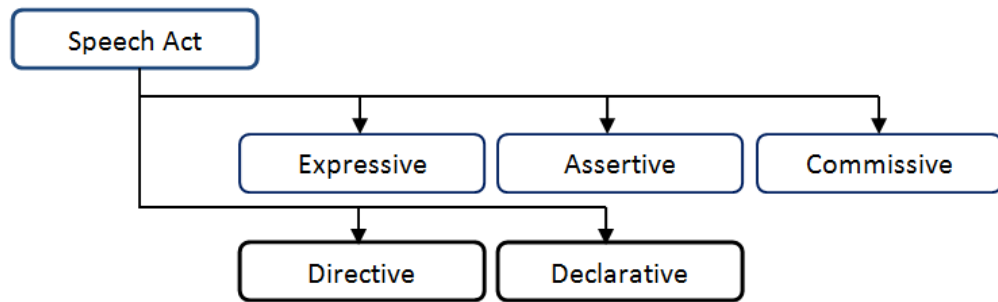 Speech Act
Expressive
Assertive
Commissive
Directive
Declarative